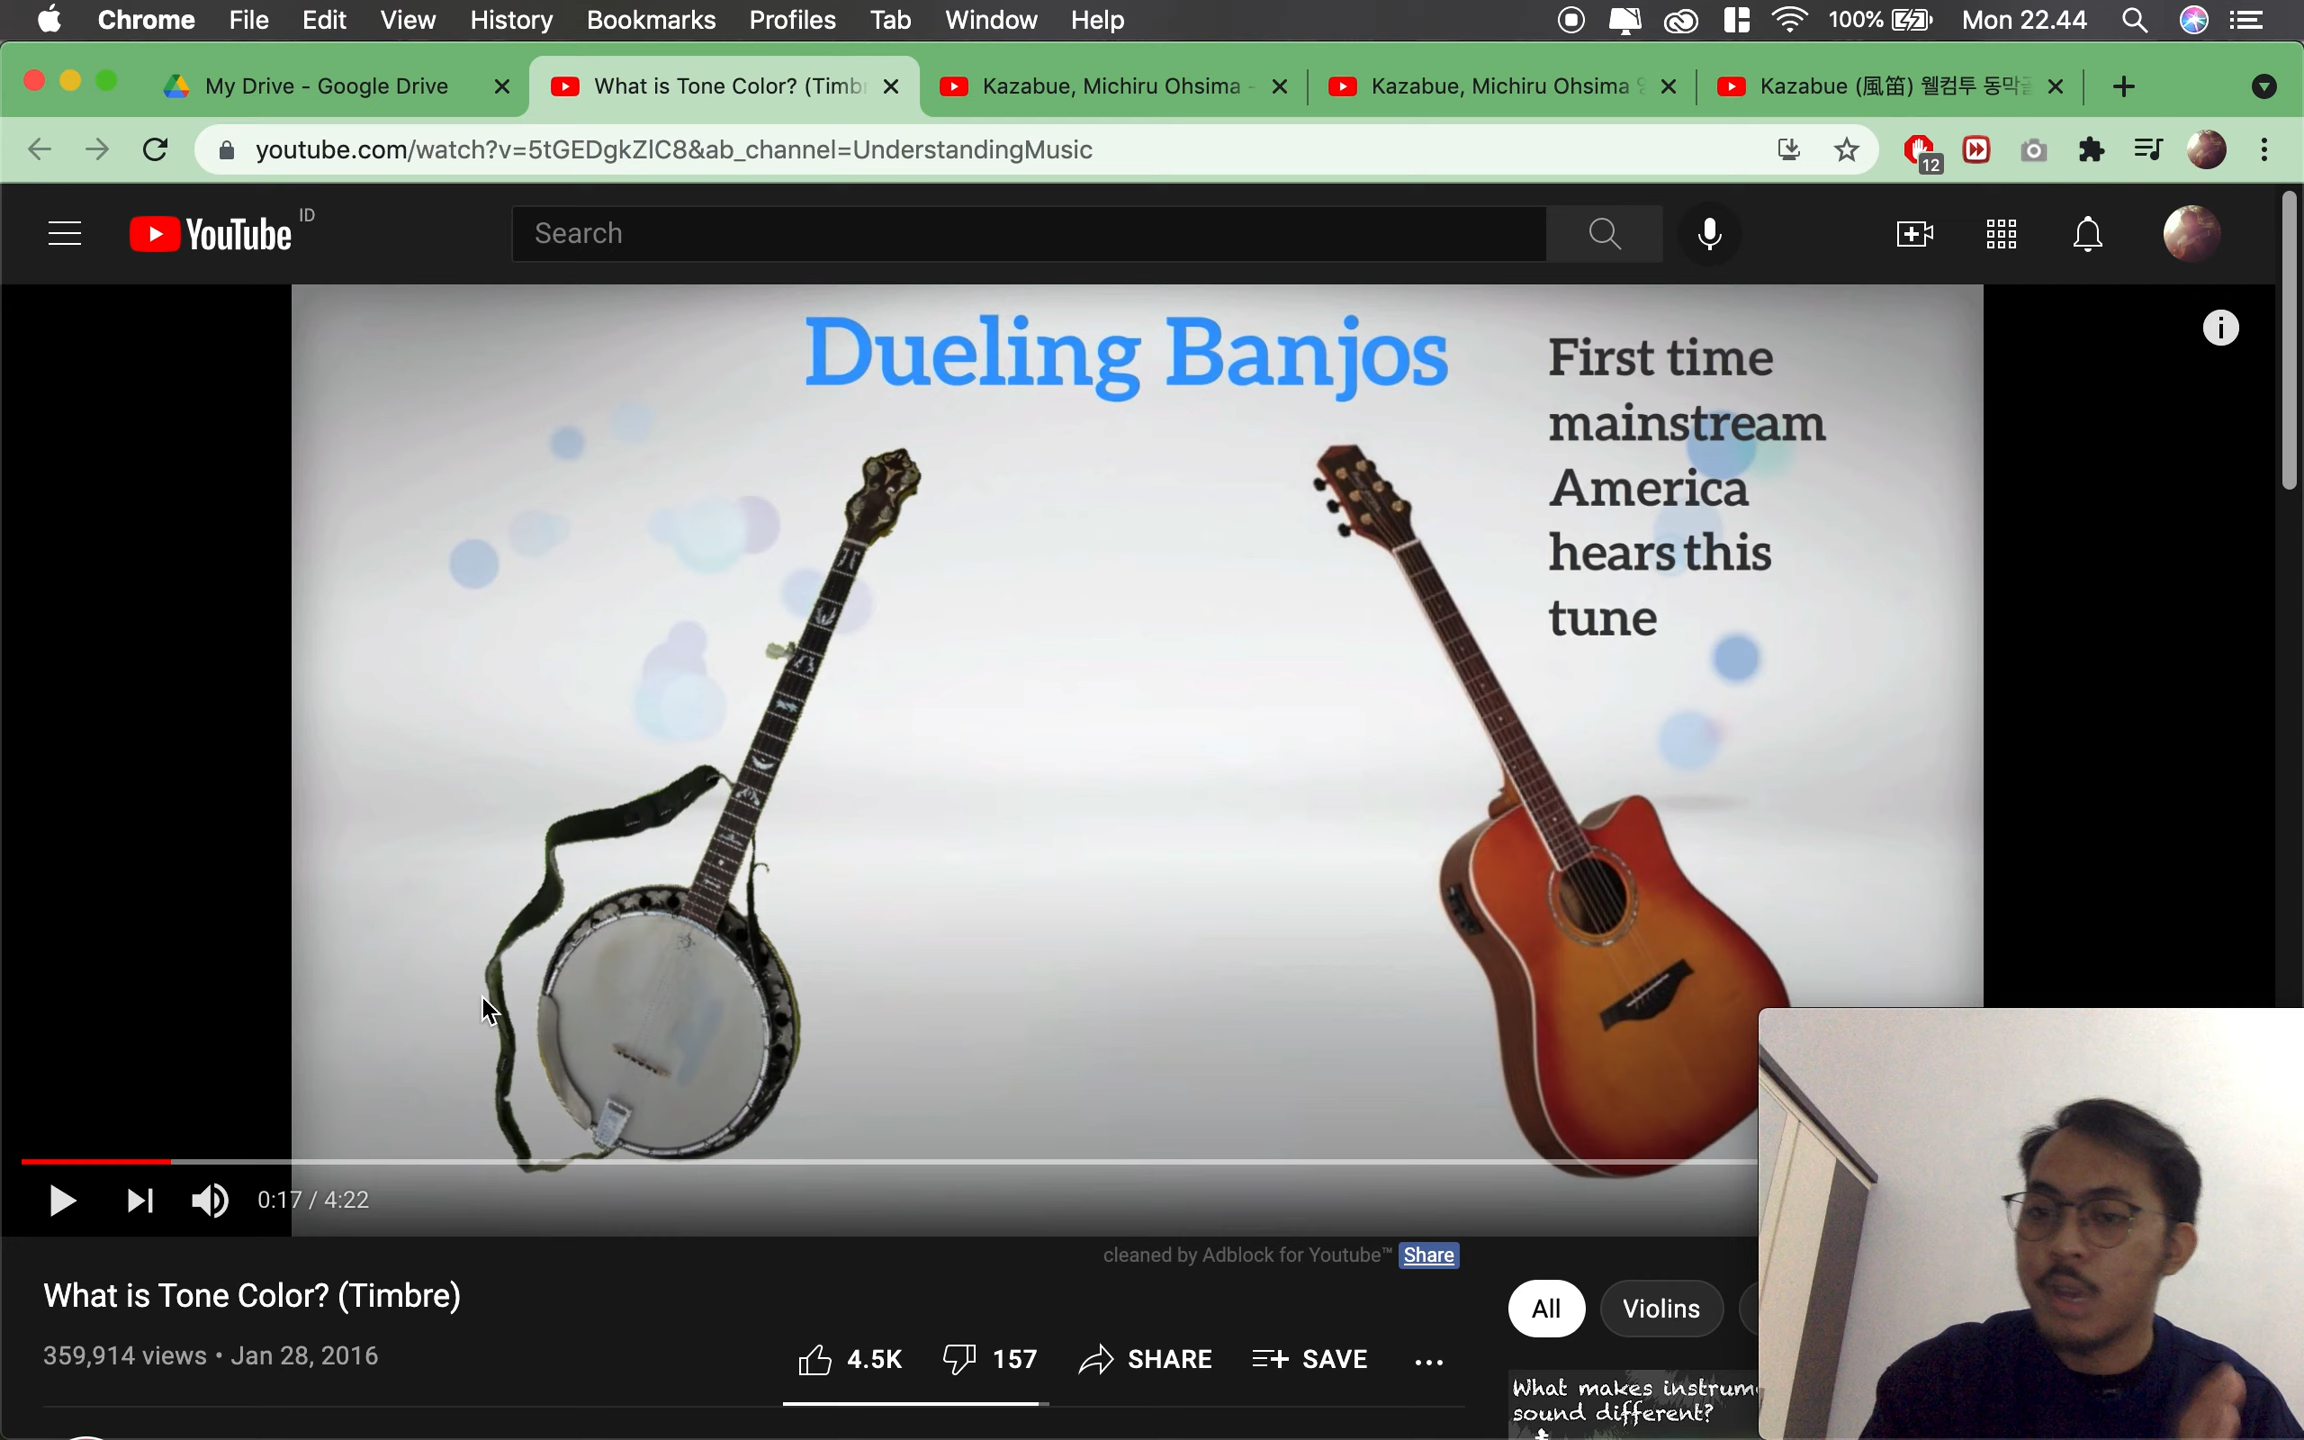 Chrome File Edit View History Bookmarks Profiles Tab Window Help 100% Mon 22.44
My Drive - Google Drive
What is Tone Color? (Timbr
Kazabue, Michiru Ohsima -
Kazabue, Michiru Ohsima
Kazabue (風笛) 웰컴투 동막골
youtube.com/watch?v=5tGEDgkZlC8&ab_channel=UnderstandingMusic
12
YouTube ID
Search
Dueling Banjos
First time
mainstream
America
hears this
tune
0:17 / 4:22
cleaned by Adblock for Youtube™ Share
What is Tone Color? (Timbre)
359,914 views • Jan 28, 2016
4.5K 157 SHARE SAVE
All Violins
What makes instrum
sound different?